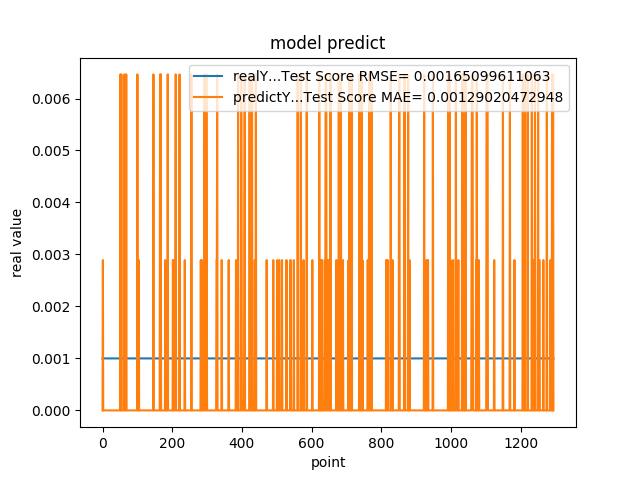 model predict
realY...Test Score RMSE= 0.00165099611063
predictY...Test Score MAE= 0.00129020472948
real value
0.006
0.005
0.004
0.003
0.002
0.001
0.000
0 200 400 600 800 1000 1200
point